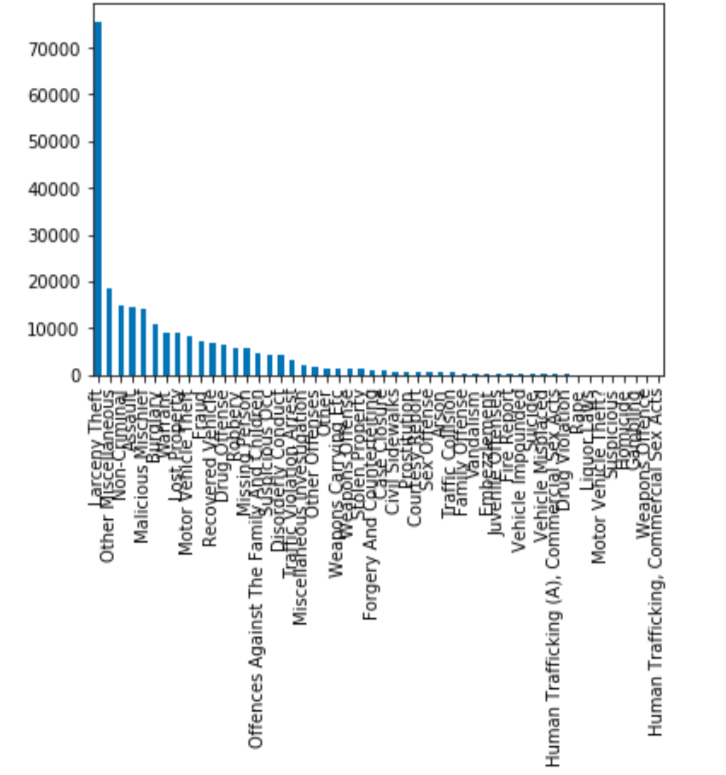 70000
60000
50000
40000
30000
20000
10000
0
Larceny Theft
Other Miscellaneous
Non-Criminal
Assault
Malicious Mischief
Burglary
Warrant
Lost Property
Motor Vehicle Theft
Fraud
Recovered Vehicle
Drug Offense
Robbery
Missing Person
Offences Against The Family And Children
Suspicious Occ
Disorderly Conduct
Traffic Violation Arrest
Miscellaneous Investigation
Other Offenses
Other
Weapons Carrying Etc
Weapons Offense
Stolen Property
Forgery And Counterfeiting
Case Closure
Civil Sidewalks
Prostitution
Courtesy Report
Sex Offense
Arson
Traffic Collision
Family Offense
Vandalism
Embezzlement
Juvenile Offenses
Fire Report
Vehicle Impounded
Suicide
Vehicle Misplaced
Human Trafficking (A), Commercial Sex Acts
Drug Violation
Rape
Liquor Laws
Motor Vehicle Theft?
Suspicious
Homicide
Gambling
Weapons Offence
Human Trafficking, Commercial Sex Acts